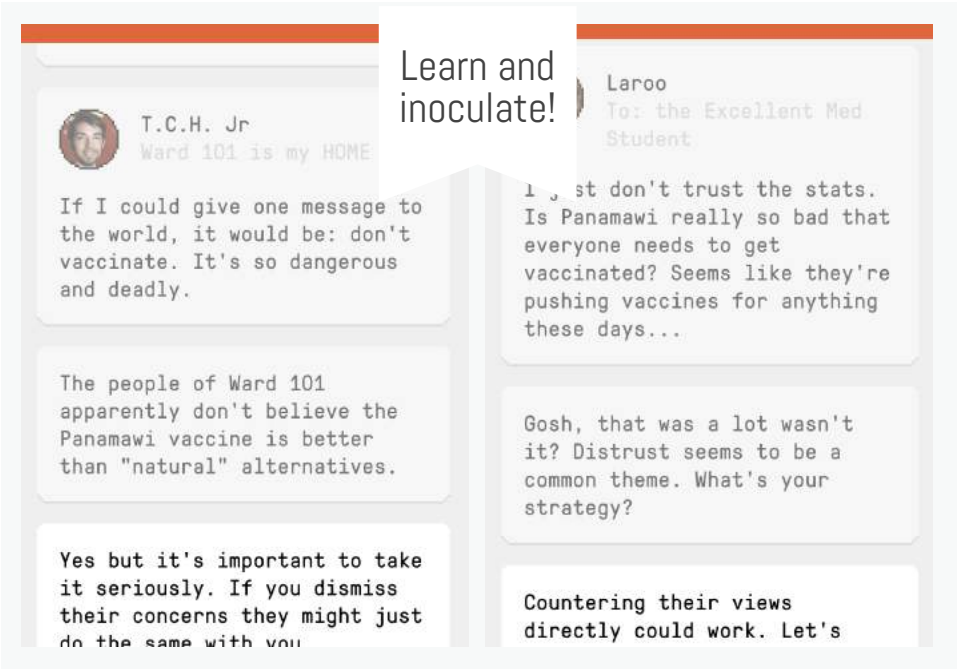 Learn and
inoculate!
T.C.H. Jr
Ward 101 is my HOME
If I could give one message to
the world, it would be: don't
vaccinate. It's so dangerous
and deadly.
The people of Ward 101
apparently don't believe the
Panamawi vaccine is better
than "natural" alternatives.
Yes but it's important to take
it seriously. If you dismiss
their concerns they might just
do the same with you
Laroo
To: the Excellent Med
Student
I just don't trust the stats.
Is Panamawi really so bad that
everyone needs to get
vaccinated? Seems like they're
pushing vaccines for anything
these days...
Gosh, that was a lot wasn't
it? Distrust seems to be a
common theme. What's your
strategy?
Countering their views
directly could work. Let's